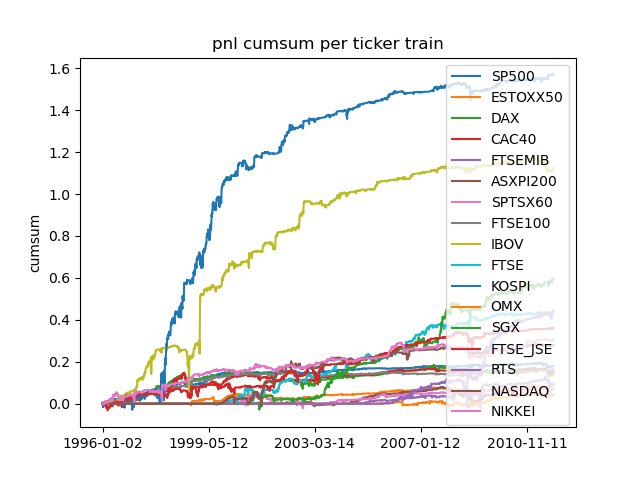 pnl cumsum per ticker train
1.6
1.4
1.2
1.0
0.8
0.6
0.4
0.2
0.0
cumsum
1996-01-02
1999-05-12
2003-03-14
2007-01-12
2010-11-11
SP500
ESTOXX50
DAX
CAC40
FTSEMIB
ASXPI200
SPTSX60
FTSE100
IBOV
FTSE
KOSPI
OMX
SGX
FTSE_JSE
RTS
NASDAQ
NIKKEI